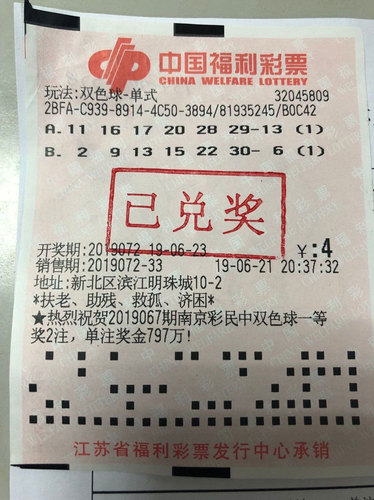 中国福利彩票
CHINA WELFARE LOTTERY
玩法:双色球-单式 32045809
2BFA-C939-8914-4C50-3894/81935245/B0C42
A.11 16 17 20 28 29-13 (1)
B. 2 9 13 15 22 30- 6 (1)
已兑奖
开奖期:2019072 19-06-23 ￥:4
销售期:2019072-33 19-06-21 20:37:32
地址:新北区滨江明珠城10-2
*扶老、助残、救孤、济困*
★热烈祝贺2019067期南京彩民中双色球一等
奖2注，单注奖金797万!
江苏省福利彩票发行中心承销